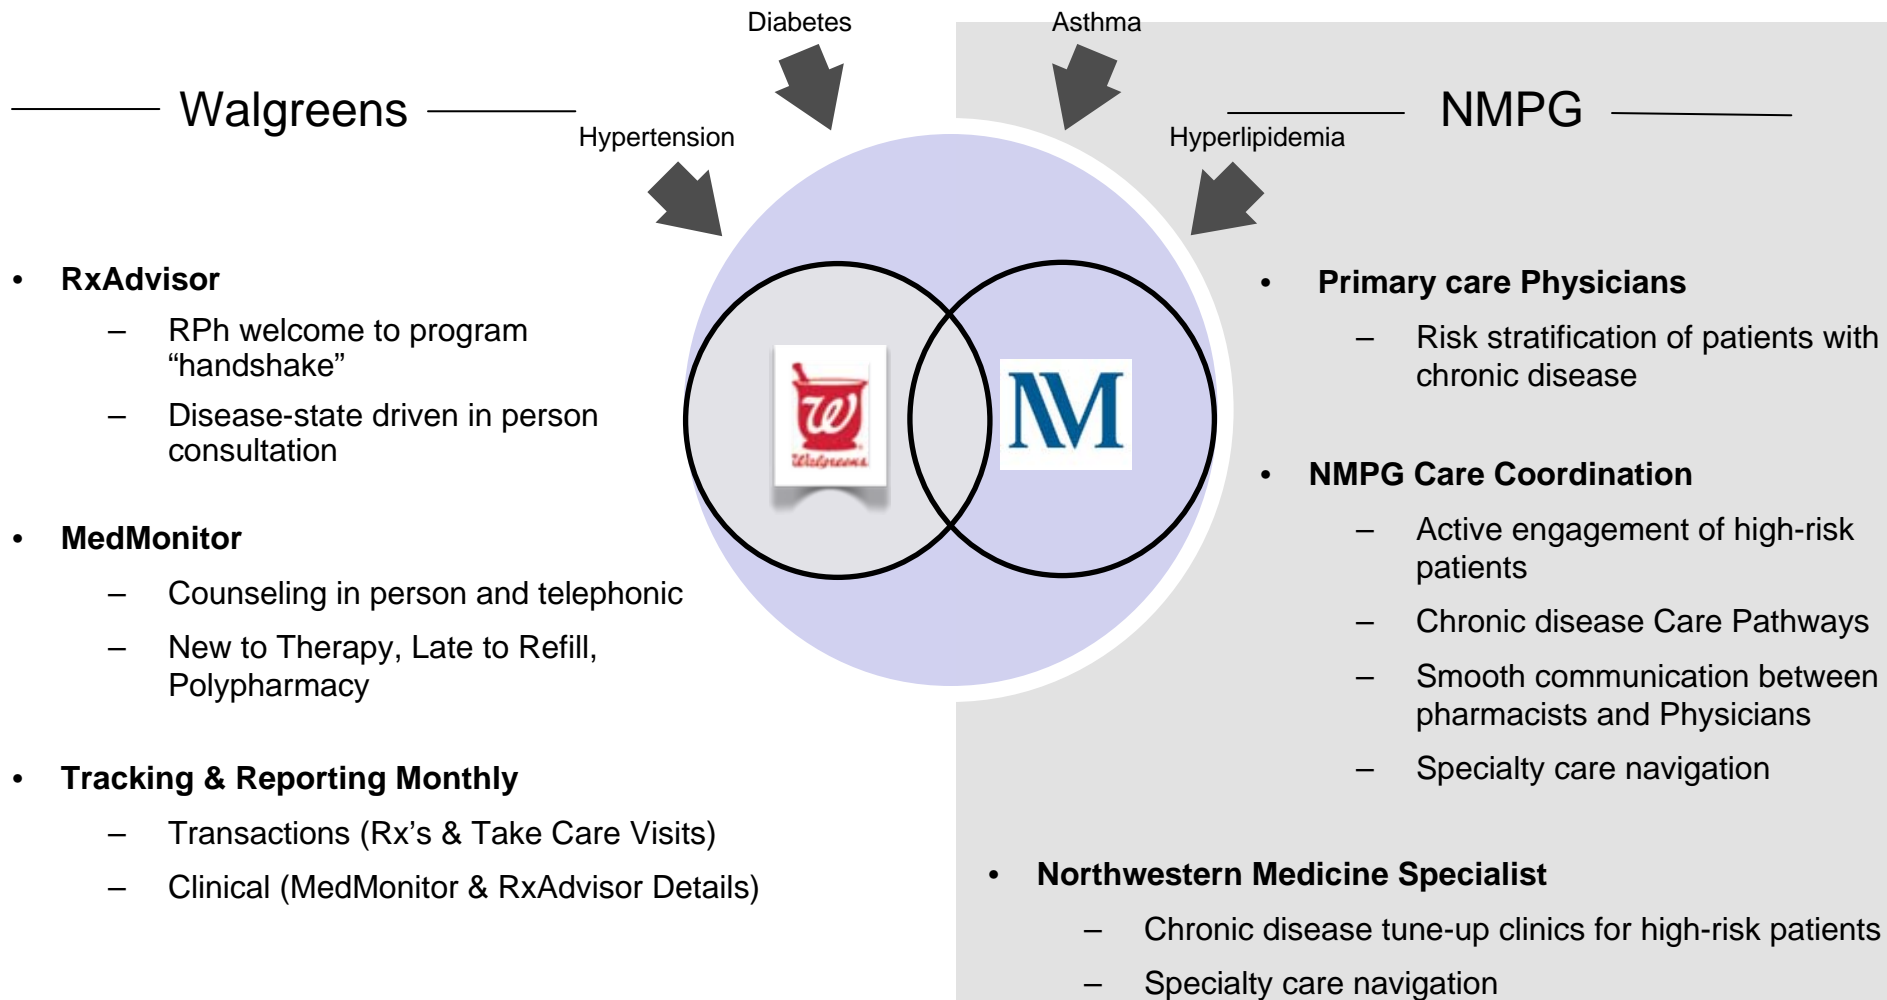 Diabetes
Asthma
Walgreens
NMPG
Hypertension
Hyperlipidemia
• RxAdvisor
– RPh welcome to program
“handshake”
– Disease-state driven in person
consultation
• MedMonitor
– Counseling in person and telephonic
– New to Therapy, Late to Refill,
Polypharmacy
• Tracking & Reporting Monthly
– Transactions (Rx’s & Take Care Visits)
– Clinical (MedMonitor & RxAdvisor Details)
W
Walgreens
NM
• Primary care Physicians
– Risk stratification of patients with
chronic disease
• NMPG Care Coordination
– Active engagement of high-risk
patients
– Chronic disease Care Pathways
– Smooth communication between
pharmacists and Physicians
– Specialty care navigation
• Northwestern Medicine Specialist
– Chronic disease tune-up clinics for high-risk patients
– Specialty care navigation